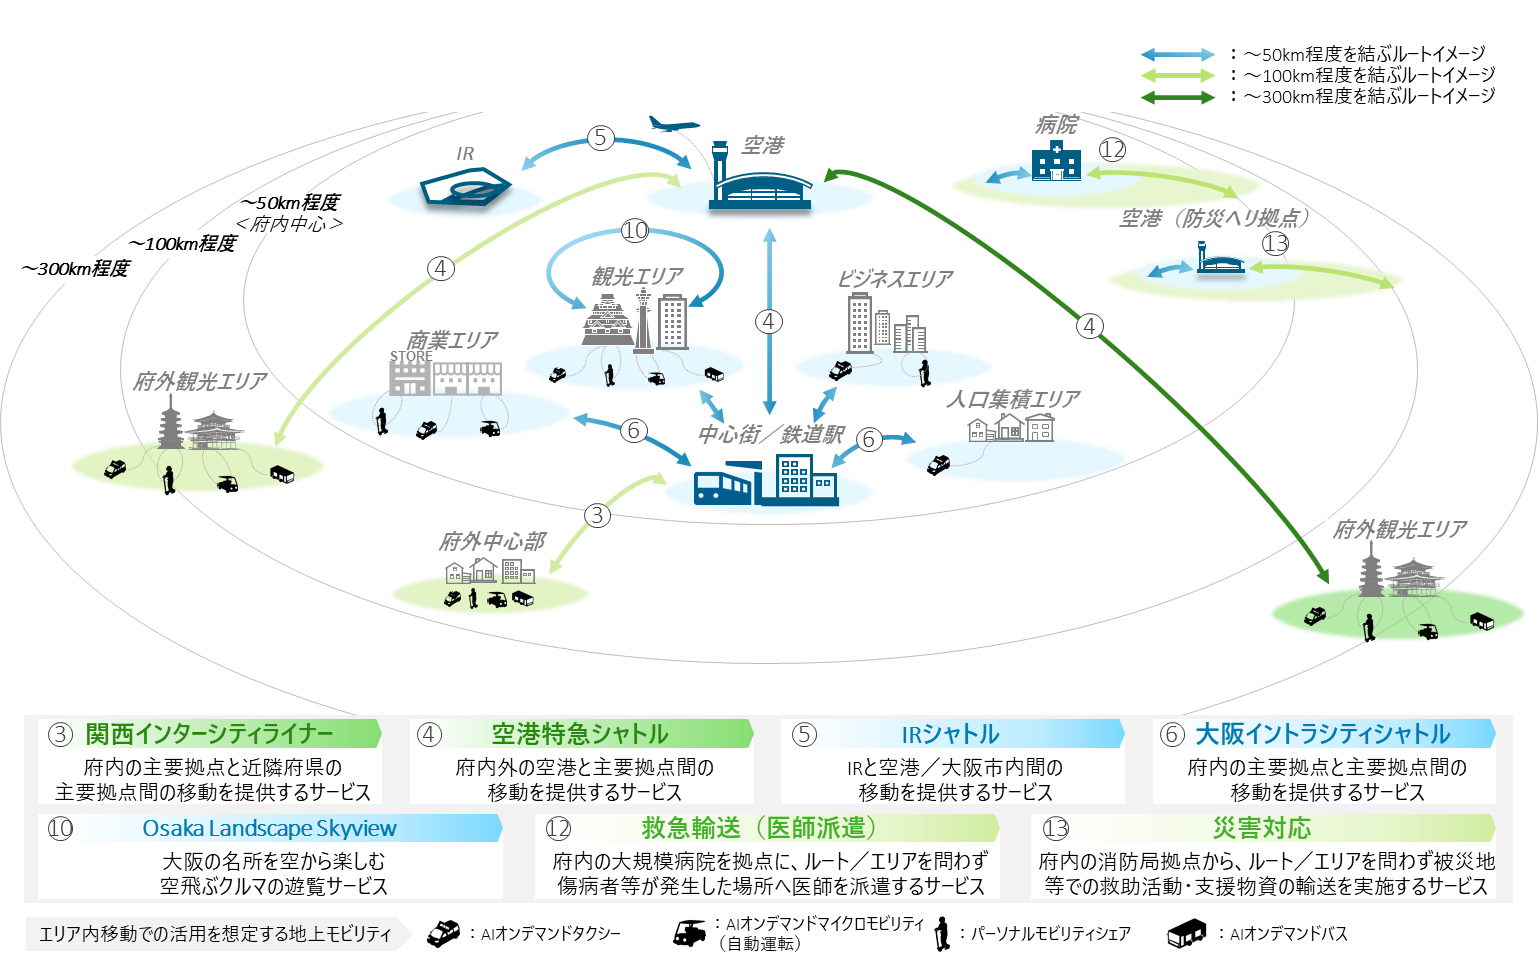 ：～50km程度を結ぶルートイメージ
：～100km程度を結ぶルートイメージ
：～300km程度を結ぶルートイメージ
病院
⑫
⑤
空港
IR
～50km程度
＜府内中心＞
～100km程度
～300km程度
空港（防災ヘリ拠点）
⑬
⑩
④
観光エリア
ビジネスエリア
④
④
商業エリア
STORE
府外観光エリア
人口集積エリア
⑥
中心街／鉄道駅
⑥
③
府外中心部
府外観光エリア
③ 関西インターシティライナー
府内の主要拠点と近隣府県の
主要拠点間の移動を提供するサービス
④ 空港特急シャトル
府内外の空港と主要拠点間の
移動を提供するサービス
⑤ IRシャトル
IRと空港／大阪市内間の
移動を提供するサービス
⑥ 大阪イントラシティシャトル
府内の主要拠点と主要拠点間の
移動を提供するサービス
⑩ Osaka Landscape Skyview
大阪の名所を空から楽しむ
空飛ぶクルマの遊覧サービス
⑫ 救急輸送（医師派遣）
府内の大規模病院を拠点に、ルート／エリアを問わず
傷病者等が発生した場所へ医師を派遣するサービス
⑬ 災害対応
府内の消防局拠点から、ルート／エリアを問わず被災地
等での救助活動・支援物資の輸送を実施するサービス
エリア内移動での活用を想定する地上モビリティ
：AIオンデマンドタクシー
：AIオンデマンドマイクロモビリティ
（自動運転）
：パーソナルモビリティシェア
：AIオンデマンドバス